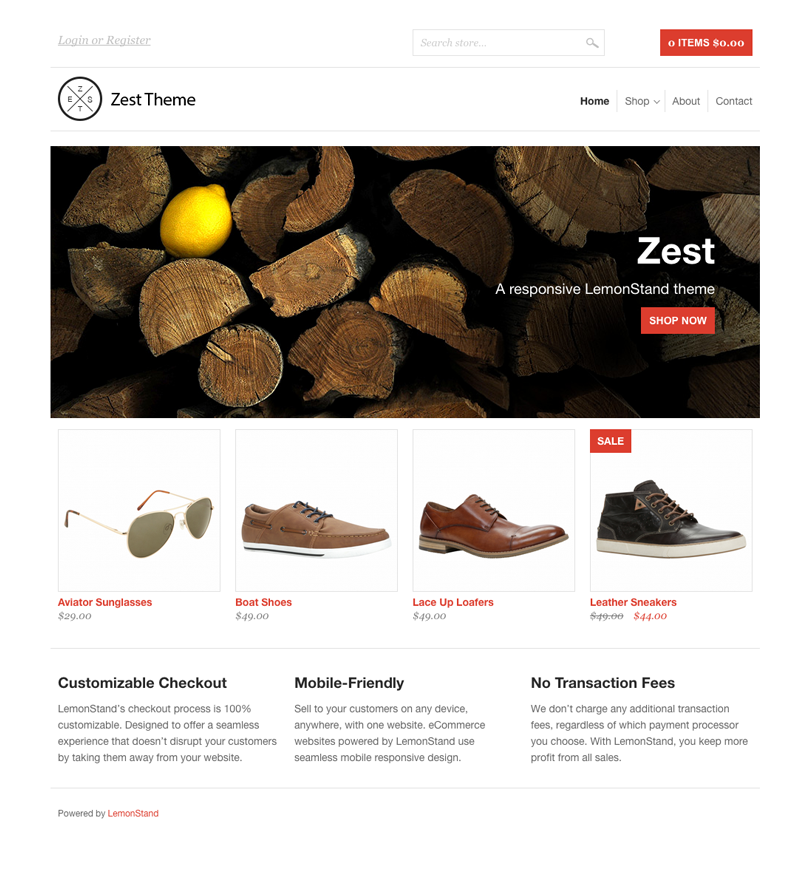 Login or Register
Search store...
0 ITEMS $0.00
Z
E S
T
Zest Theme
Home
Shop
About
Contact
Zest
A responsive LemonStand theme
SHOP NOW
SALE
Aviator Sunglasses
$29.00
Boat Shoes
$49.00
Lace Up Loafers
$49.00
Leather Sneakers
$49.00 $44.00
Customizable Checkout
LemonStand's checkout process is 100%
customizable. Designed to offer a seamless
experience that doesn't disrupt your customers
by taking them away from your website.
Mobile-Friendly
Sell to your customers on any device,
anywhere, with one website. eCommerce
websites powered by LemonStand use
seamless mobile responsive design.
No Transaction Fees
We don't charge any additional transaction
fees, regardless of which payment processor
you choose. With LemonStand, you keep more
profit from all sales.
Powered by LemonStand